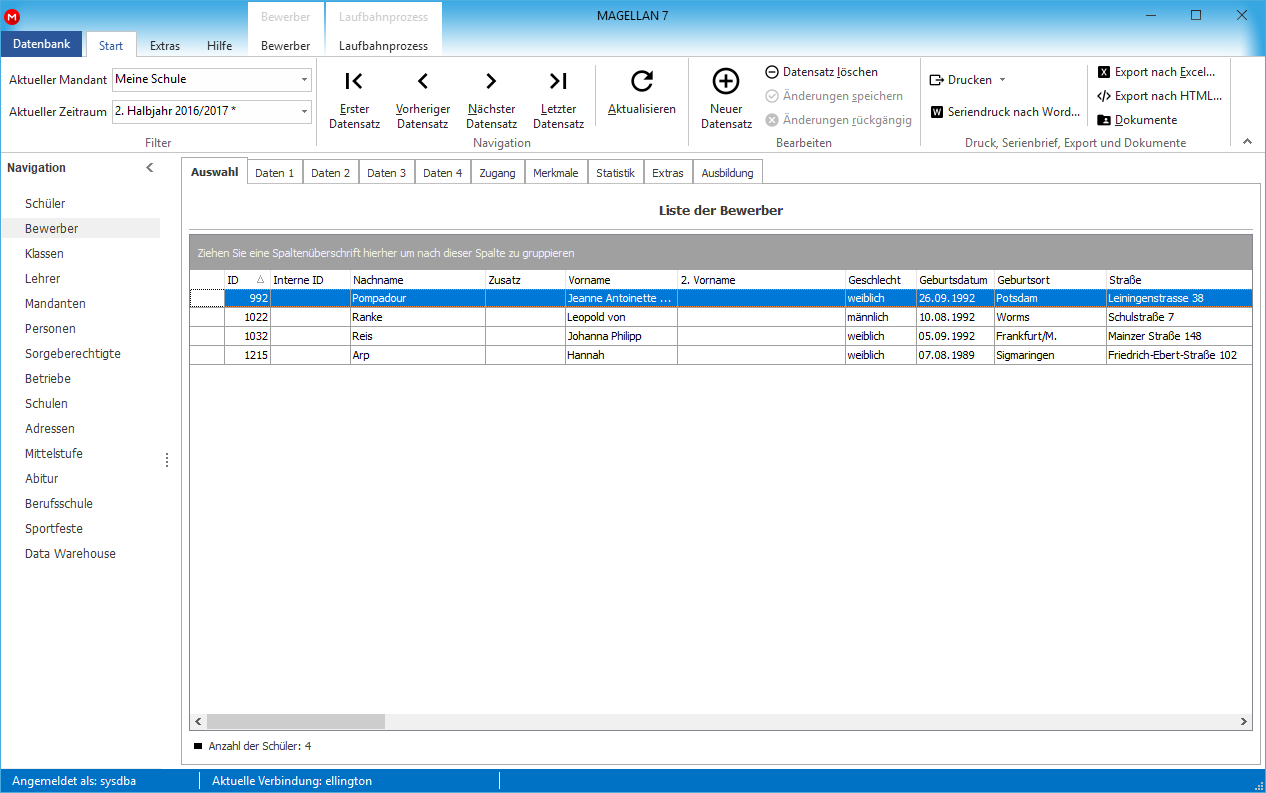 MAGELLAN 7
Bewerber Laufbahnprozess
Datenbank Start Extras Hilfe Bewerber Laufbahnprozess
Aktueller Mandant Meine Schule
Aktueller Zeitraum 2. Halbjahr 2016/2017 *
Filter
Erster Datensatz
Vorheriger Datensatz
Nächster Datensatz
Letzter Datensatz
Aktualisieren
Navigation
Neuer Datensatz
Datensatz löschen
Änderungen speichern
Änderungen rückgängig
Bearbeiten
Drucken
Seriendruck nach Word...
Export nach Excel...
Export nach HTML...
Dokumente
Druck, Serienbrief, Export und Dokumente
Navigation
Schüler
Bewerber
Klassen
Lehrer
Mandanten
Personen
Sorgeberechtigte
Betriebe
Schulen
Adressen
Mittelstufe
Abitur
Berufsschule
Sportfeste
Data Warehouse
Auswahl Daten 1 Daten 2 Daten 3 Daten 4 Zugang Merkmale Statistik Extras Ausbildung
Liste der Bewerber
Ziehen Sie eine Spaltenüberschrift hierher um nach dieser Spalte zu gruppieren
ID Interne ID Nachname Zusatz Vorname 2. Vorname Geschlecht Geburtsdatum Geburtsort Straße
992 Pompadour Jeanne Antoinette ... weiblich 26.09.1992 Potsdam Leiningenstrasse 38
1022 Ranke Leopold von männlich 10.08.1992 Worms Schulstraße 7
1032 Reis Johanna Philipp weiblich 05.09.1992 Frankfurt/M. Mainzer Straße 148
1215 Arp Hannah weiblich 07.08.1989 Sigmaringen Friedrich-Ebert-Straße 102
Anzahl der Schüler: 4
Angemeldet als: sysdba Aktuelle Verbindung: ellington